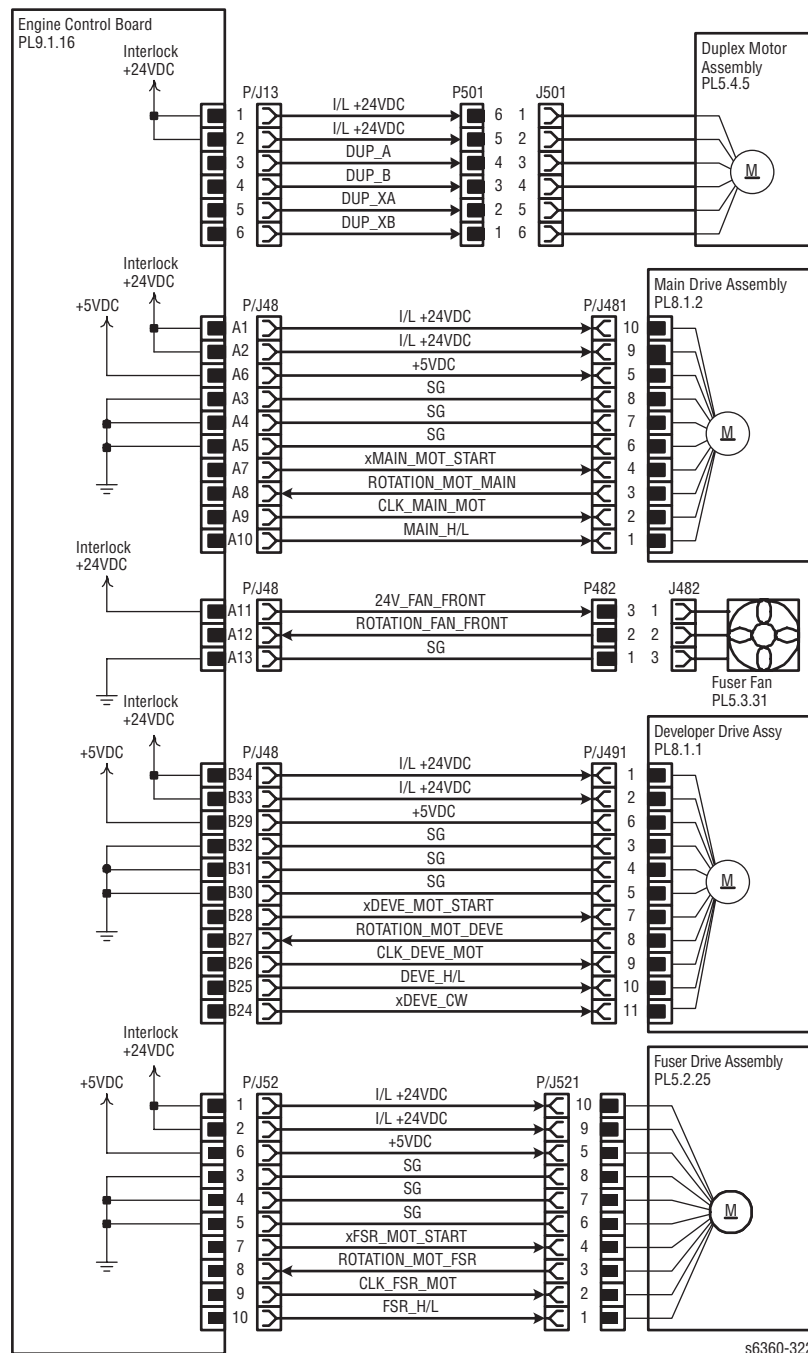 Engine Control Board
PL9.1.16
Interlock
+24VDC
Duplex Motor
Assembly
PL5.4.5
P/J13 P501 J501
1 I/L +24VDC 6 1
2 I/L +24VDC 5 2
3 DUP_A 4 3
4 DUP_B 3 4
5 DUP_XA 2 5
6 DUP_XB 1 6
M
Interlock
+24VDC
+5VDC
Main Drive Assembly
PL8.1.2
P/J48 P/J481
A1 I/L +24VDC 10
A2 I/L +24VDC 9
A6 +5VDC 5
A3 SG 8
A4 SG 7
A5 SG 6
A7 xMAIN_MOT_START 4
A8 ROTATION_MOT_MAIN 3
A9 CLK_MAIN_MOT 2
A10 MAIN_H/L 1
M
Interlock
+24VDC
P/J48 P482 J482
A11 24V_FAN_FRONT 3 1
A12 ROTATION_FAN_FRONT 2 2
A13 SG 1 3
Fuser Fan
PL5.3.31
Interlock
+24VDC
+5VDC
Developer Drive Assy
PL8.1.1
P/J48 P/J491
B34 I/L +24VDC 1
B33 I/L +24VDC 2
B29 +5VDC 6
B32 SG 3
B31 SG 4
B30 SG 5
B28 xDEVE_MOT_START 7
B27 ROTATION_MOT_DEVE 8
B26 CLK_DEVE_MOT 9
B25 DEVE_H/L 10
B24 xDEVE_CW 11
M
Interlock
+24VDC
+5VDC
Fuser Drive Assembly
PL5.2.25
P/J52 P/J521
1 I/L +24VDC 10
2 I/L +24VDC 9
6 +5VDC 5
3 SG 8
4 SG 7
5 SG 6
7 xFSR_MOT_START 4
8 ROTATION_MOT_FSR 3
9 CLK_FSR_MOT 2
10 FSR_H/L 1
M